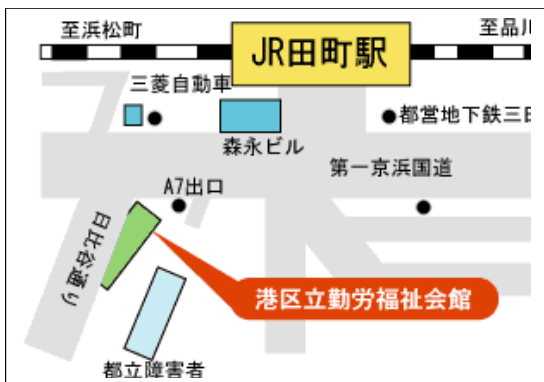 至浜松町
至品川
JR田町駅
三菱自動車
都営地下鉄三
森永ビル
第一京浜国道
A7出口
日比谷通り
港区立勤労福祉会館
都立障害者